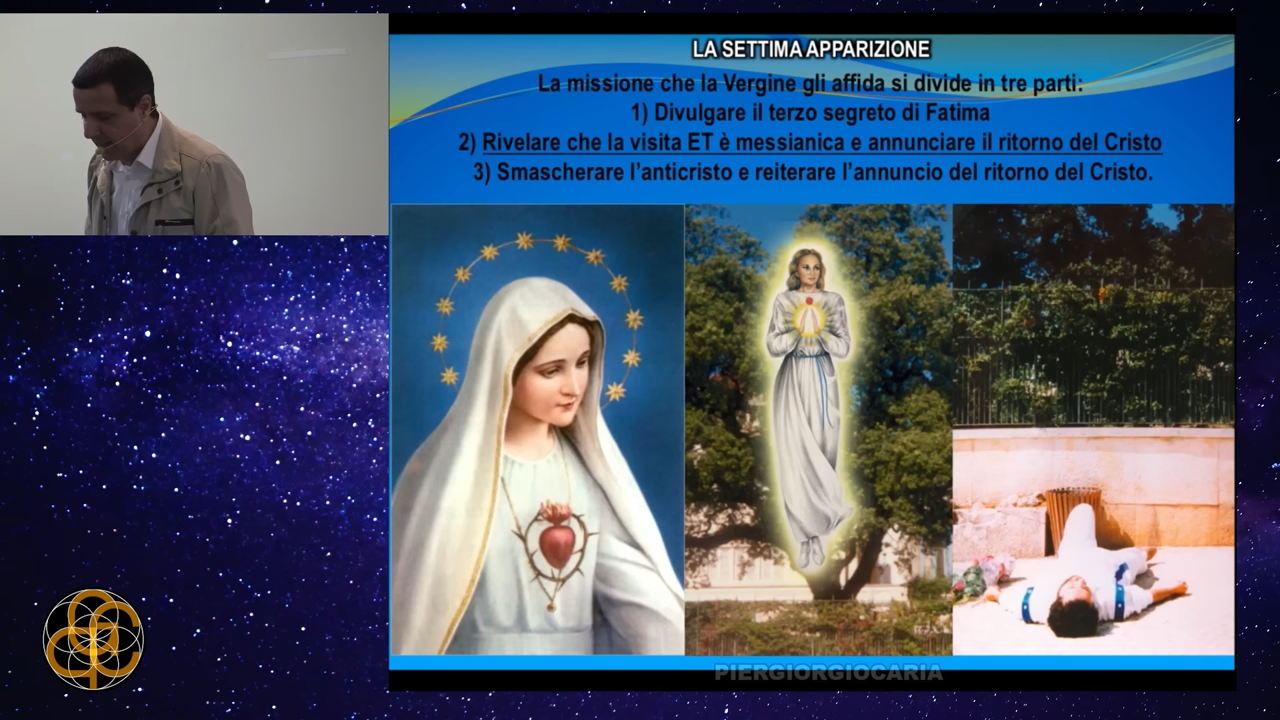 LA SETTIMA APPARIZIONE
La missione che la Vergine gli affida si divide in tre parti:
1) Divulgare il terzo segreto di Fatima
2) Rivelare che la visita ET è messianica e annunciare il ritorno del Cristo
3) Smascherare l'anticristo e reiterare l'annuncio del ritorno del Cristo.
PIERGIORGIOCARIA